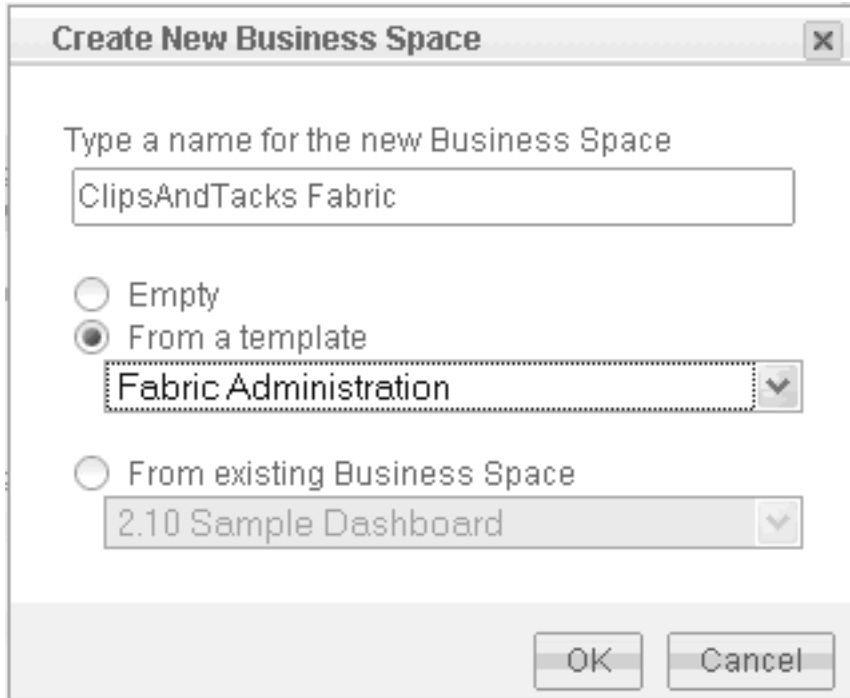 Create New Business Space
Type a name for the new Business Space
ClipsAndTacks Fabric
Empty
From a template
Fabric Administration
From existing Business Space
2.10 Sample Dashboard
OK
Cancel